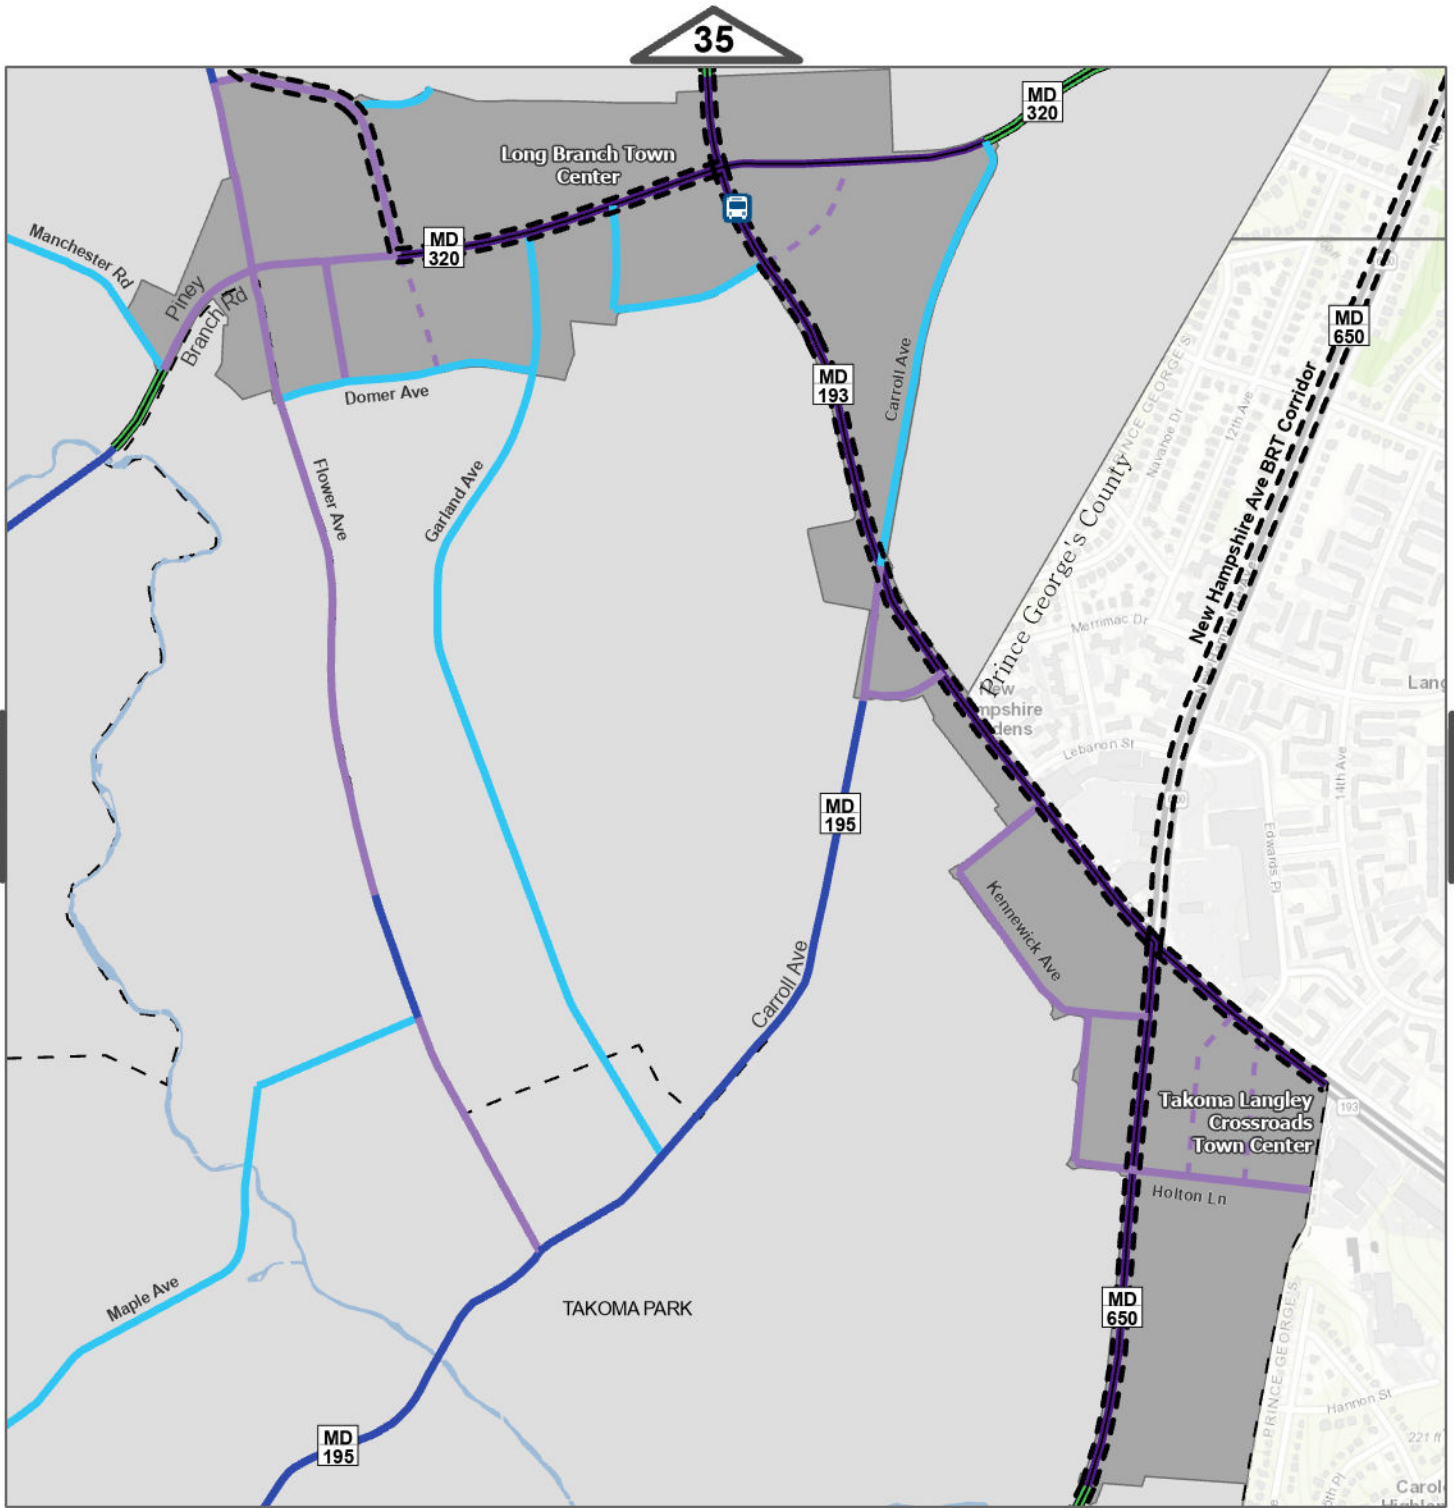 35
MD
320
Long Branch Town
Center
Manchester Rd
MD
320
Piney
Branch Rd
MD
650
MD
193
Carroll Ave
Domer Ave
PRINCE GEORGE'S
Navahoe Dr
12th Ave
New Hampshire Ave BRT Corridor
Prince George's County
Flower Ave
Garland Ave
Merrimac Dr
Lang
New
mpshire
dens
Lebanon St
14th Ave
MD
195
Edwards Pl
Kennewick Ave
Carroll Ave
Takoma Langley
Crossroads
Town Center
193
Holton Ln
Maple Ave
TAKOMA PARK
MD
650
PRINCE GEORGE'S
Hannon St
221 ft
MD
195
th Pl
Carol